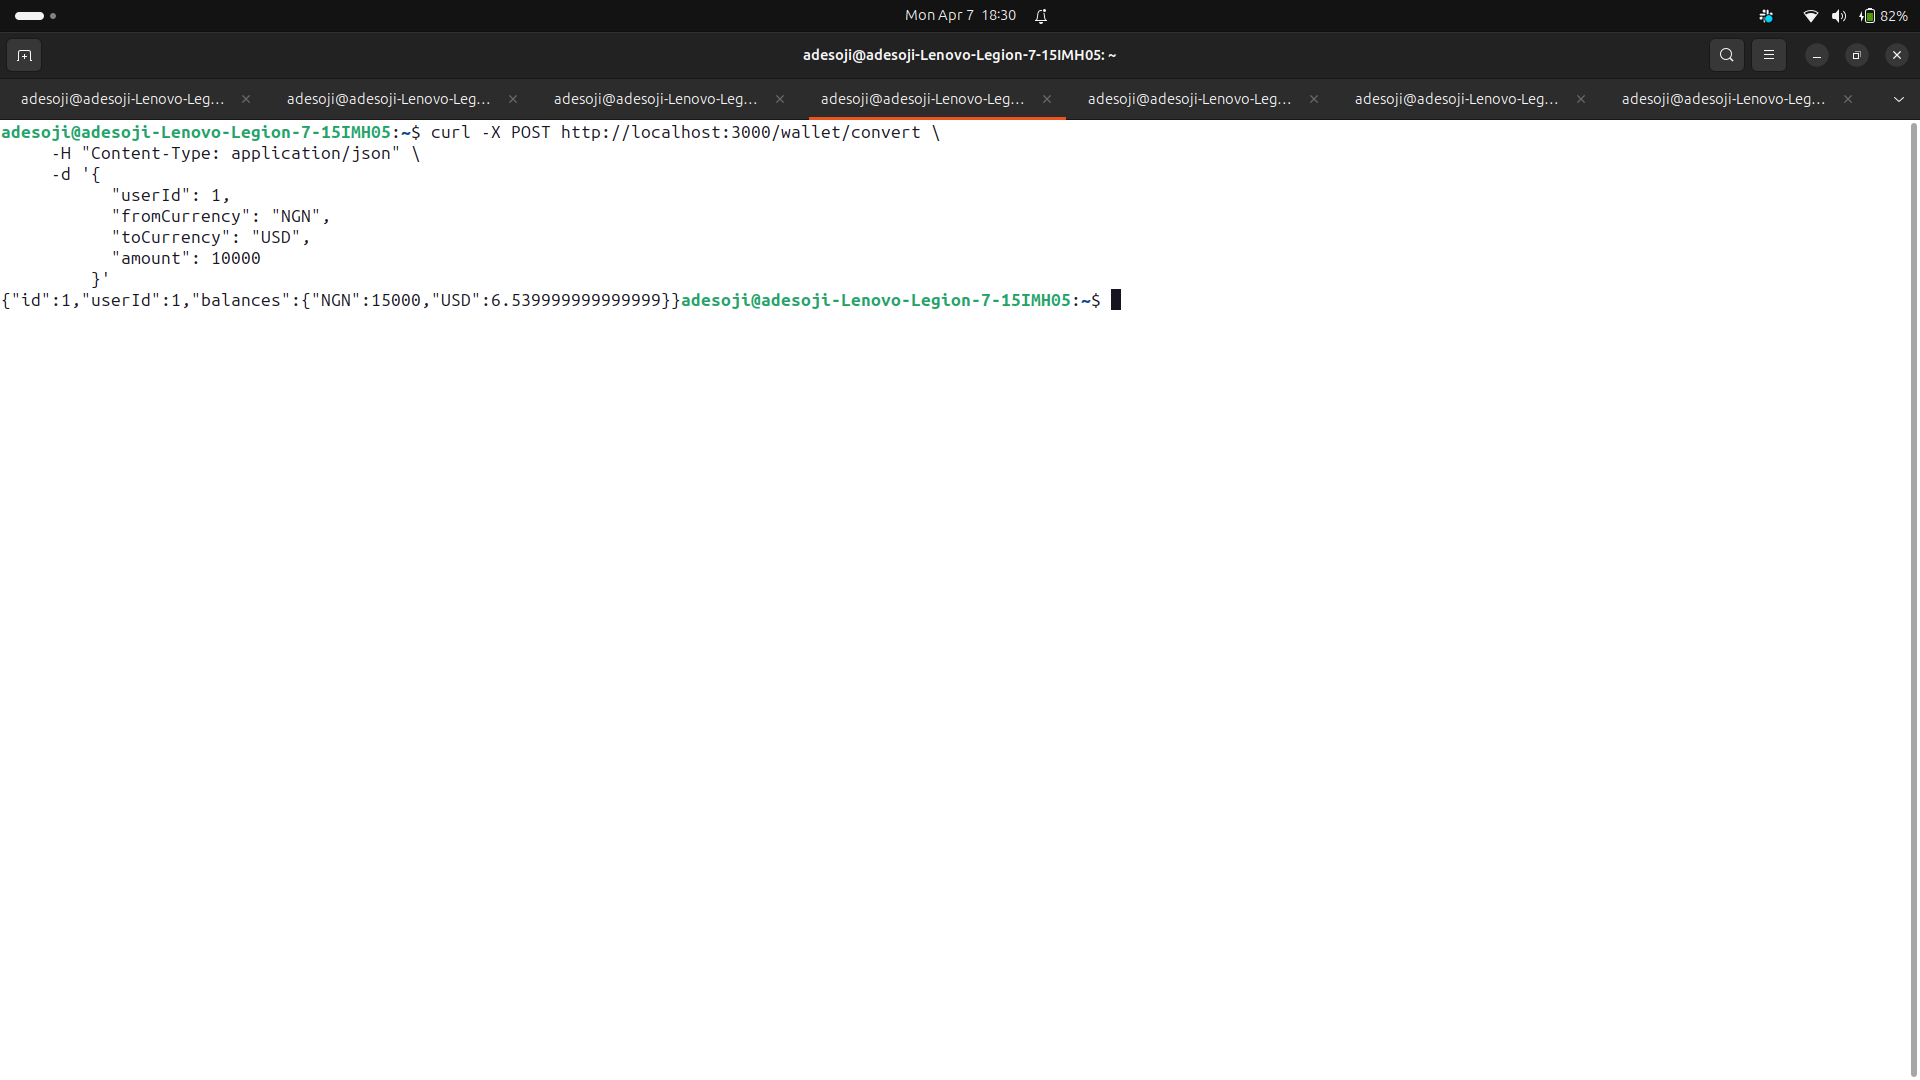 Mon Apr 7 18:30
82%
adesoji@adesoji-Lenovo-Legion-7-15IMH05: ~
adesoji@adesoji-Lenovo-Leg… adesoji@adesoji-Lenovo-Leg… adesoji@adesoji-Lenovo-Leg… adesoji@adesoji-Lenovo-Leg… adesoji@adesoji-Lenovo-Leg… adesoji@adesoji-Lenovo-Leg… adesoji@adesoji-Lenovo-Leg…
adesoji@adesoji-Lenovo-Legion-7-15IMH05:~$ curl -X POST http://localhost:3000/wallet/convert \
     -H "Content-Type: application/json" \
     -d '{
           "userId": 1,
           "fromCurrency": "NGN",
           "toCurrency": "USD",
           "amount": 10000
         }'
{"id":1,"userId":1,"balances":{"NGN":15000,"USD":6.539999999999999}}adesoji@adesoji-Lenovo-Legion-7-15IMH05:~$